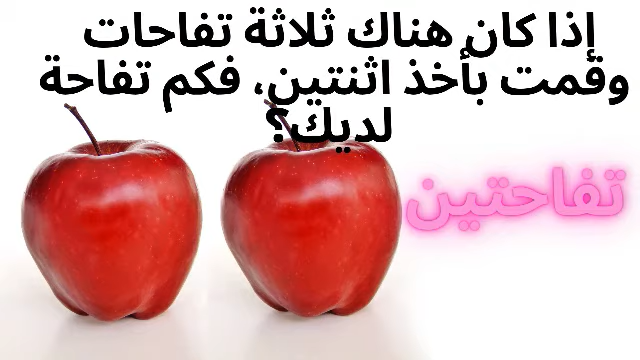 إذا كان هناك ثلاثة تفاحات
وقمت بأخذ اثنتين، فكم تفاحة
لديك؟
تفاحتين